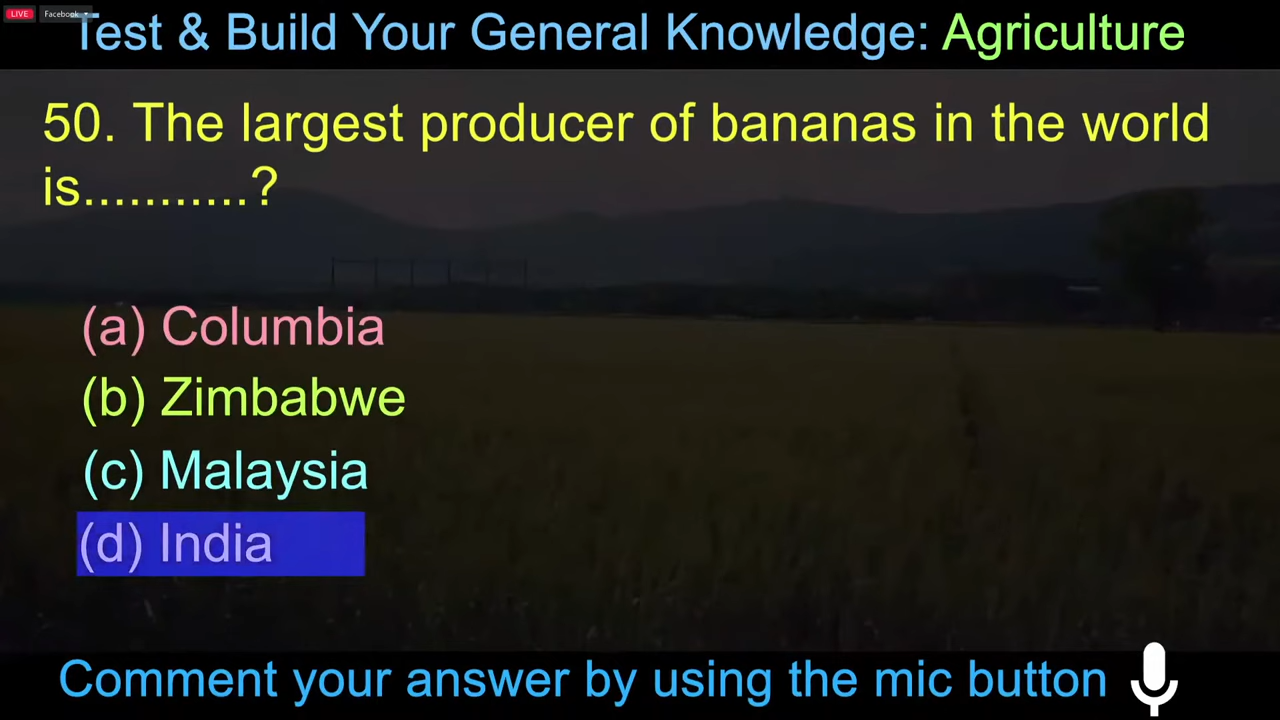 LIVE Facebook
Test & Build Your General Knowledge: Agriculture
50. The largest producer of bananas in the world
is...........?
(a) Columbia
(b) Zimbabwe
(c) Malaysia
(d) India
Comment your answer by using the mic button